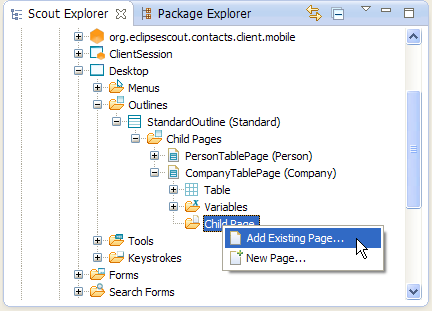 Scout Explorer
Package Explorer
org.eclipsescout.contacts.client.mobile
ClientSession
Desktop
Menus
Outlines
StandardOutline (Standard)
Child Pages
PersonTablePage (Person)
CompanyTablePage (Company)
Table
Variables
Child Page
Add Existing Page...
New Page...
Tools
Keystrokes
Forms
Search Forms